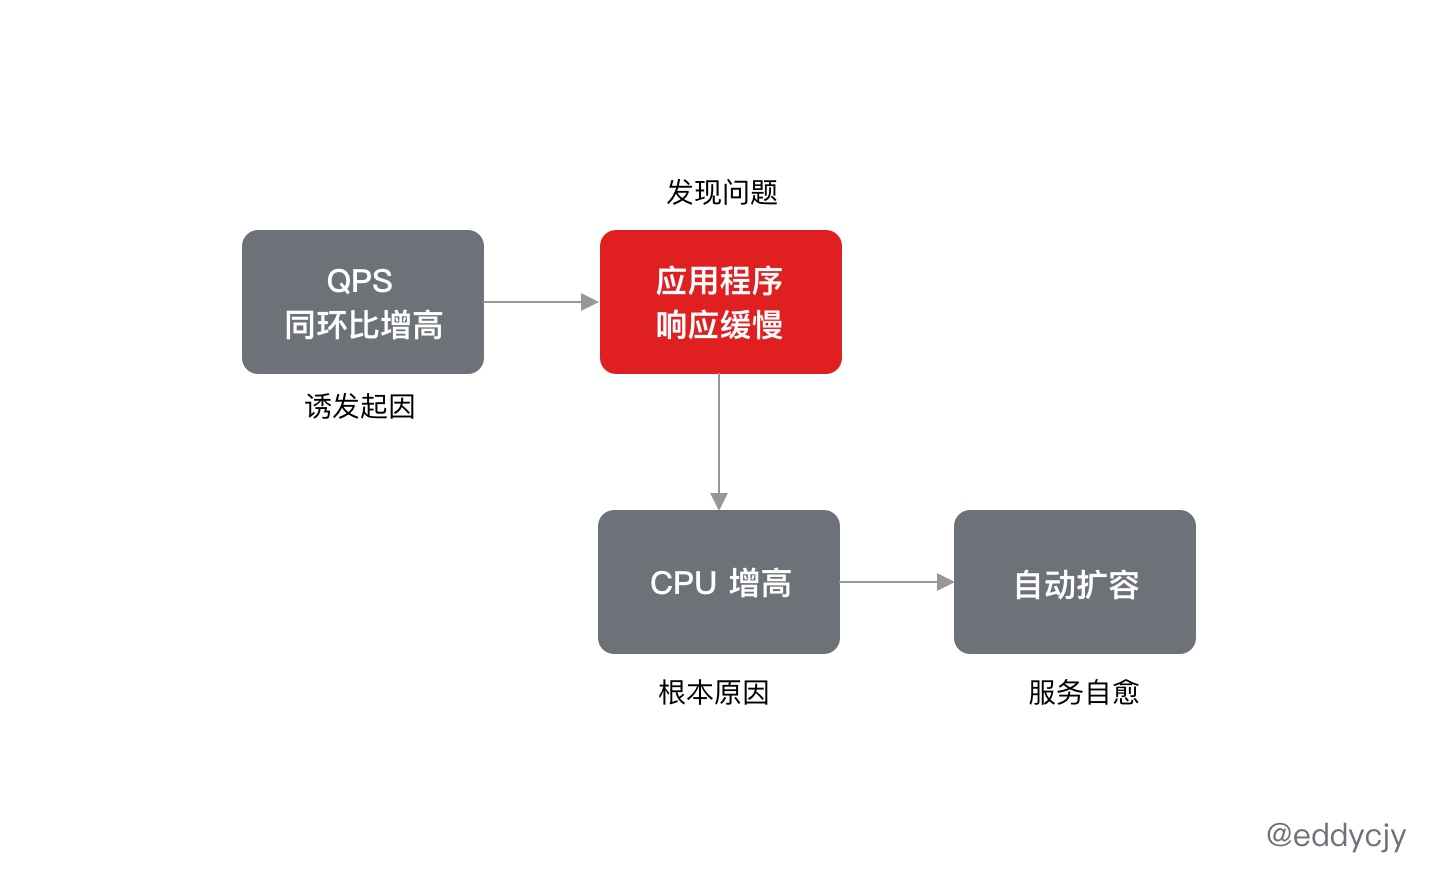 发现问题
QPS
同环比增高
应用程序
响应缓慢
诱发起因
CPU 增高
自动扩容
根本原因
服务自愈
@eddycjy